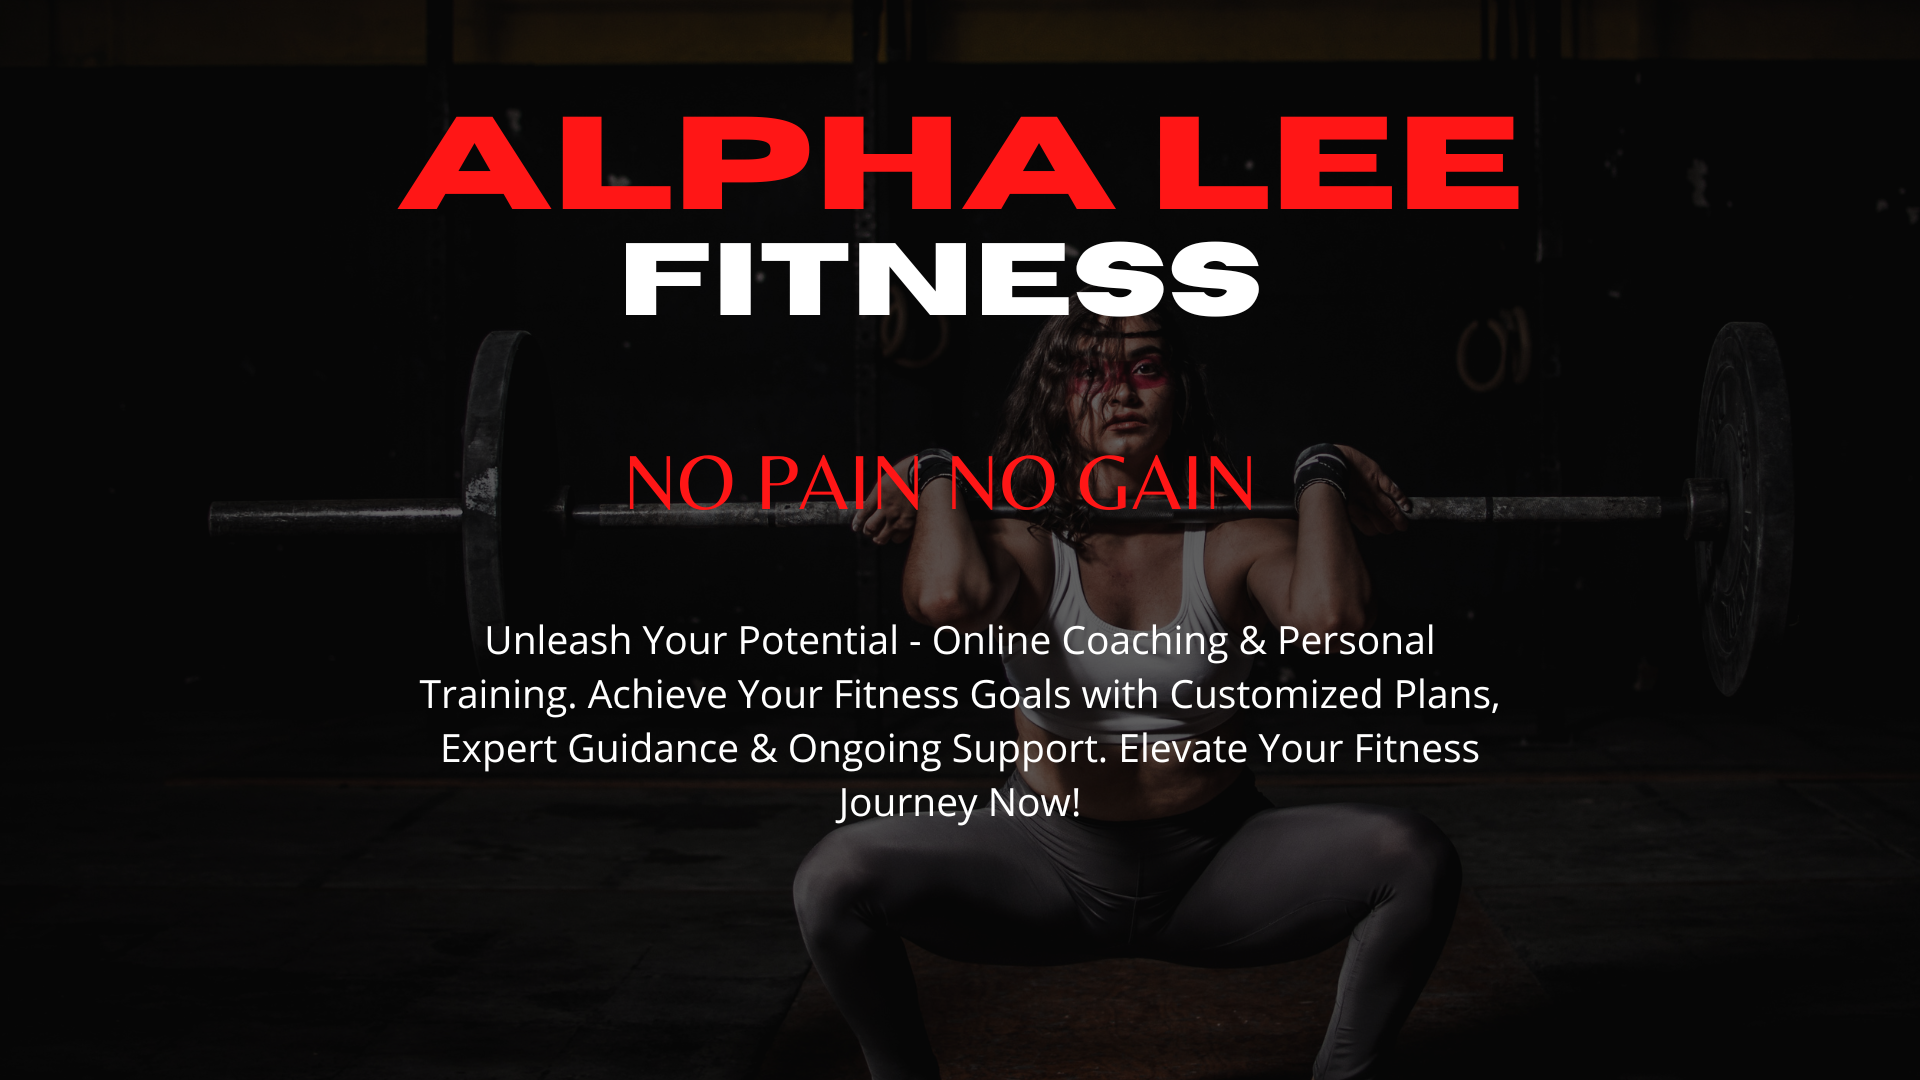 ALPHA LEE
FITNESS
NO PAIN NO GAIN
Unleash Your Potential - Online Coaching & Personal
Training. Achieve Your Fitness Goals with Customized Plans,
Expert Guidance & Ongoing Support. Elevate Your Fitness
Journey Now!